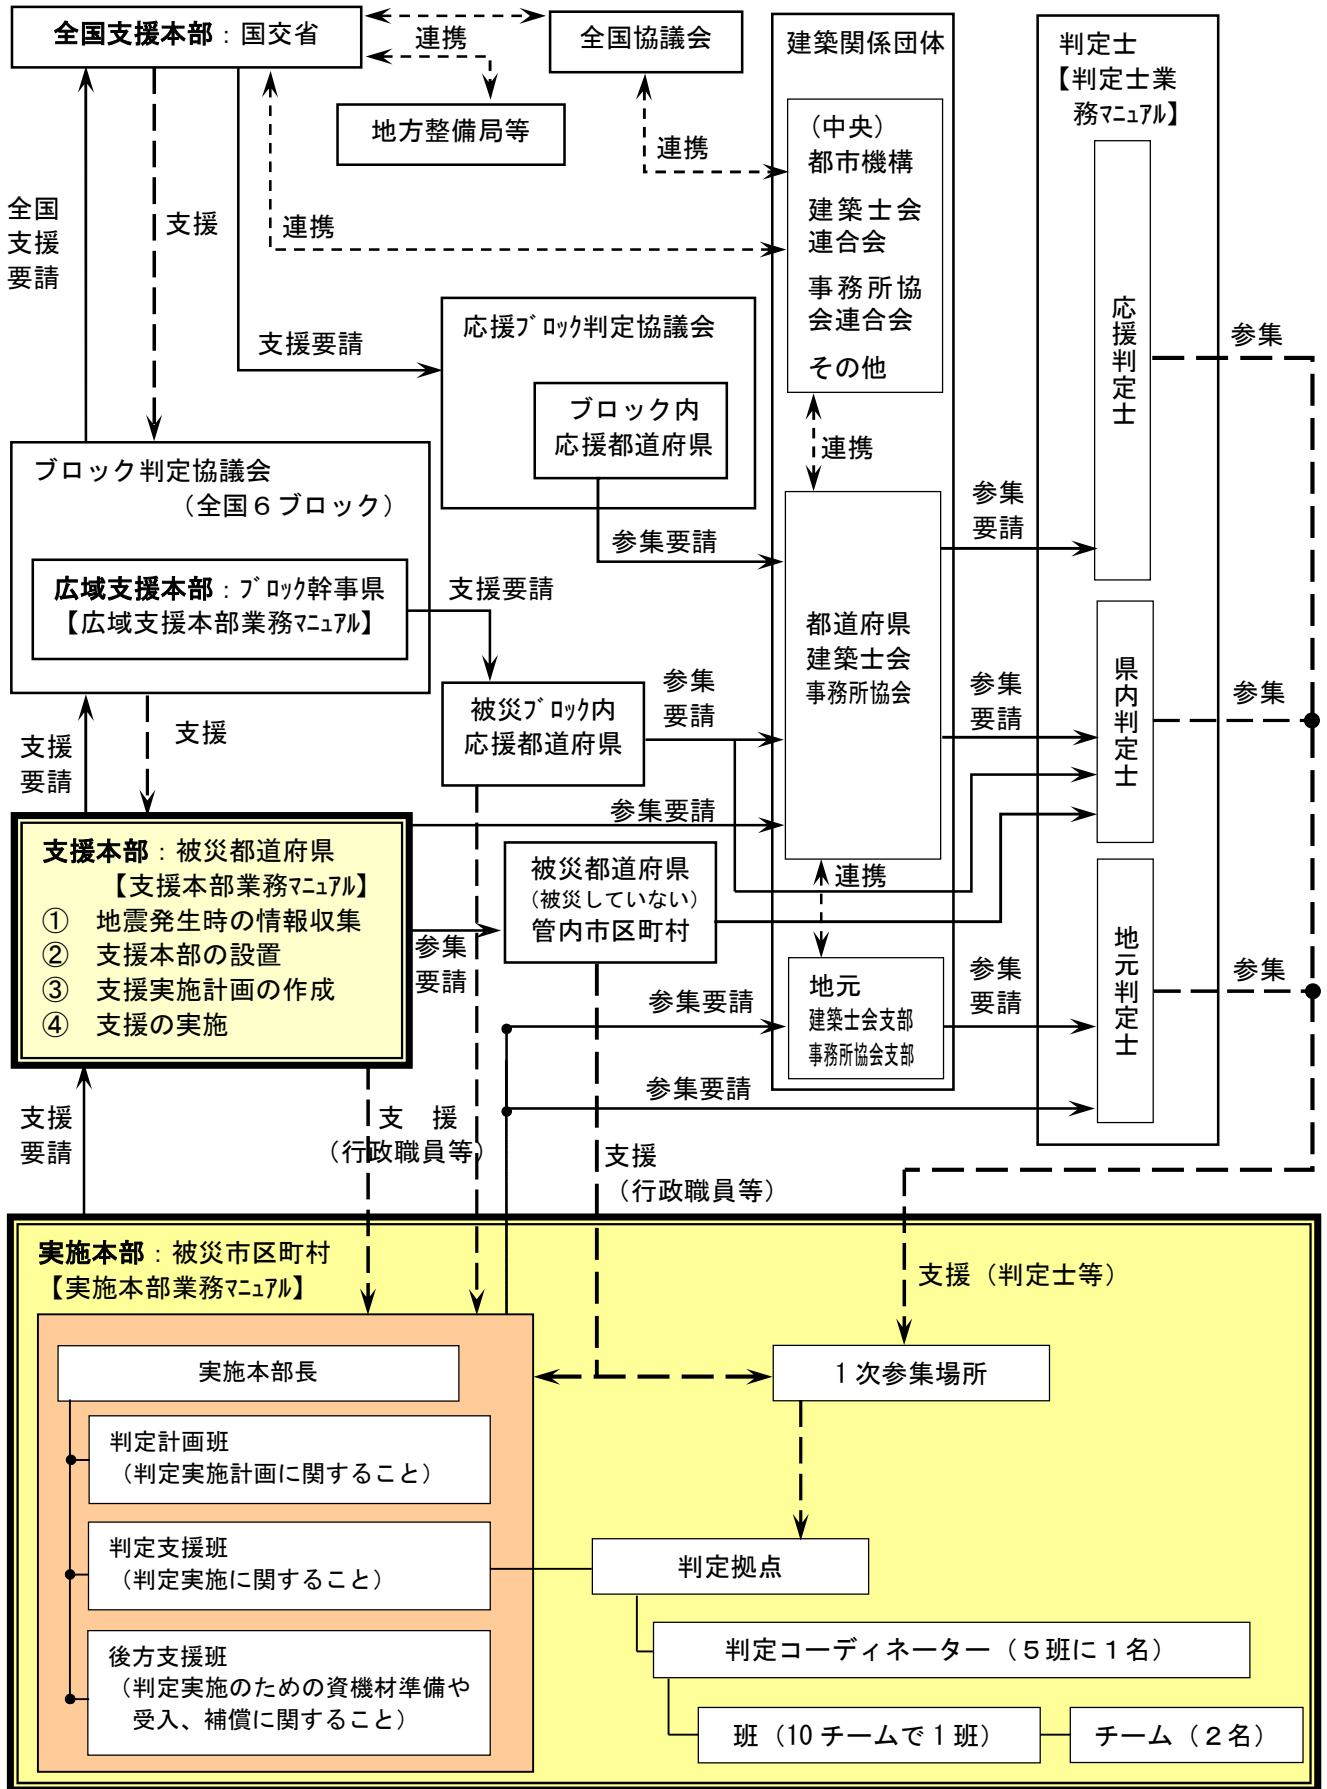 全国支援本部：国交省
連携
全国協議会
地方整備局等
連携
連携
全国
支援
要請
支援
支援要請
建築関係団体
（中央）
都市機構
建築士会
連合会
事務所協
会連合会
その他
連携
判定士
【判定士業
務ﾏﾆｭｱﾙ】
応援判定士
参集
応援ﾌﾞﾛｯｸ判定協議会
ブロック内
応援都道府県
ブロック判定協議会
（全国６ブロック）
広域支援本部：ﾌﾞﾛｯｸ幹事県
【広域支援本部業務ﾏﾆｭｱﾙ】
支援要請
参集要請
参集
要請
都道府県
建築士会
事務所協会
被災ﾌﾞﾛｯｸ内
応援都道府県
参集
要請
参集
要請
県内判定士
参集
支援
要請
支援
参集要請
支援本部：被災都道府県
【支援本部業務ﾏﾆｭｱﾙ】
①　地震発生時の情報収集
②　支援本部の設置
③　支援実施計画の作成
④　支援の実施
参集
要請
被災都道府県
（被災していない）
管内市区町村
連携
地元
建築士会支部
事務所協会支部
参集要請
参集
要請
地元判定士
参集
参集要請
支援
要請
支　援
（行政職員等）
支援
（行政職員等）
実施本部：被災市区町村
【実施本部業務ﾏﾆｭｱﾙ】
支援（判定士等）
実施本部長
1 次参集場所
判定計画班
（判定実施計画に関すること）
判定支援班
（判定実施に関すること）
判定拠点
後方支援班
（判定実施のための資機材準備や
受入、補償に関すること）
判定コーディネーター（５班に１名）
班（10 チームで 1 班）
チーム（２名）